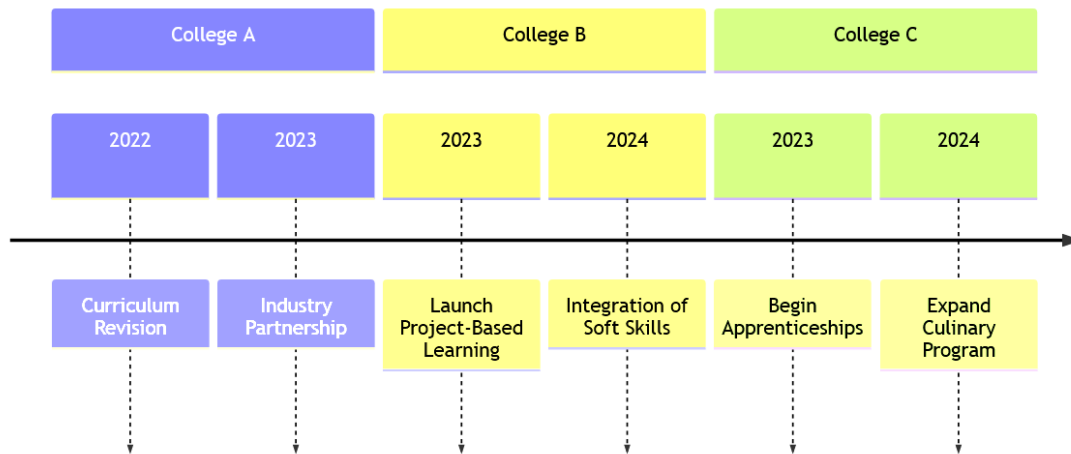 College A
College B
College C
2022
2023
2023
2024
2023
2024
Curriculum
Revision
Industry
Partnership
Launch
Project-Based
Learning
Integration of
Soft Skills
Begin
Apprenticeships
Expand
Culinary
Program